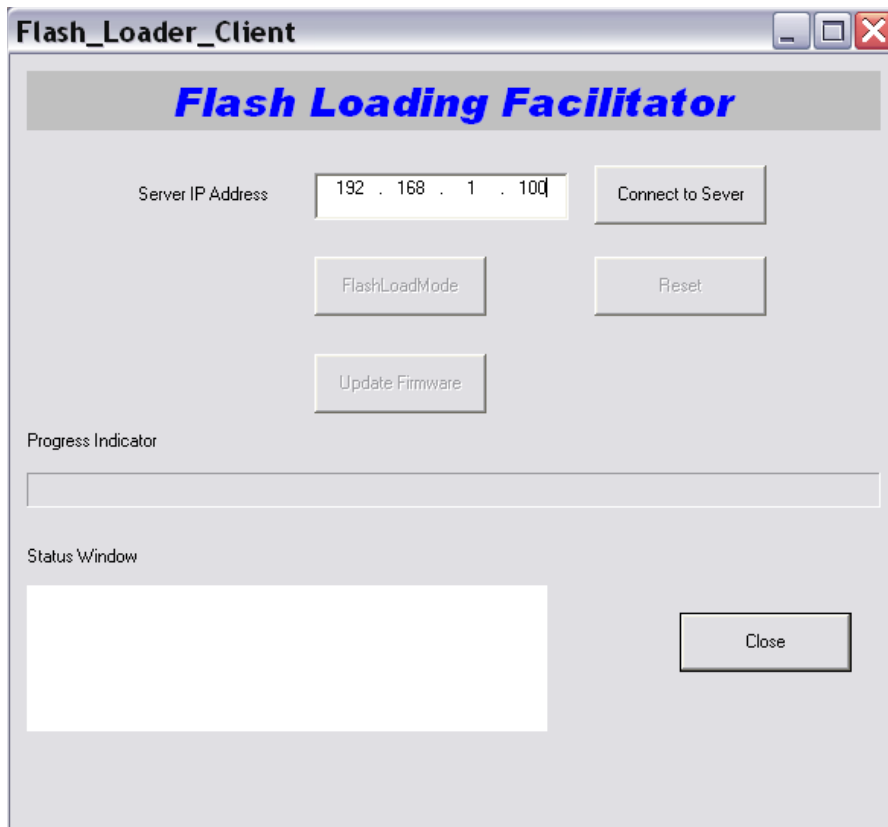 Flash_Loader_Client
Flash Loading Facilitator
Server IP Address 192 . 168 . 1 . 100 Connect to Sever
FlashLoadMode Reset
Update Firmware
Progress Indicator
Status Window
Close